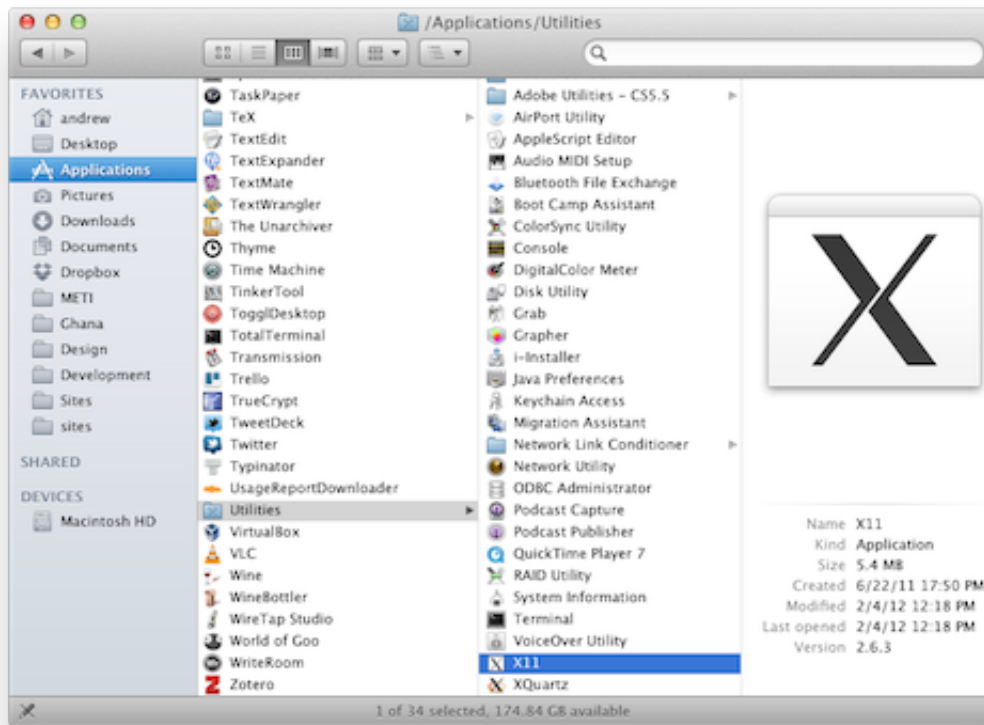 /Applications/Utilities
FAVORITES
andrew
Desktop
Applications
Pictures
Downloads
Documents
Dropbox
METI
Ghana
Design
Development
Sites
sites
SHARED
DEVICES
Macintosh HD
TaskPaper
TeX
TextEdit
TextExpander
TextMate
TextWrangler
The Unarchiver
Thyme
Time Machine
TinkerTool
TogglDesktop
TotalTerminal
Transmission
Trello
TrueCrypt
TweetDeck
Twitter
Typinator
UsageReportDownloader
Utilities
VirtualBox
VLC
Wine
WineBottler
WireTap Studio
World of Goo
WriteRoom
Zotero
Adobe Utilities - CS5.5
AirPort Utility
AppleScript Editor
Audio MIDI Setup
Bluetooth File Exchange
Boot Camp Assistant
ColorSync Utility
Console
DigitalColor Meter
Disk Utility
Grab
Grapher
i-Installer
Java Preferences
Keychain Access
Migration Assistant
Network Link Conditioner
Network Utility
ODBC Administrator
Podcast Capture
Podcast Publisher
QuickTime Player 7
RAID Utility
System Information
Terminal
VoiceOver Utility
X11
XQuartz
X
Name X11
Kind Application
Size 5.4 MB
Created 6/22/11 17:50 PM
Modified 2/4/12 12:18 PM
Last opened 2/4/12 12:18 PM
Version 2.6.3
1 of 34 selected, 174.84 GB available